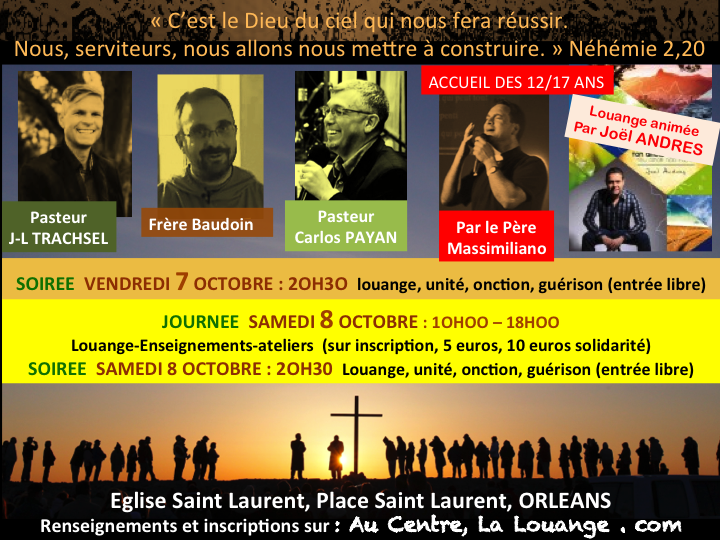 « C'est le Dieu du ciel qui nous fera réussir.
Nous, serviteurs, nous allons nous mettre à construire. » Néhémie 2,20
ACCUEIL DES 12/17 ANS
Louange animée
Par Joël ANDRES
Pasteur
J-L TRACHSEL
Frère Baudoin
Pasteur
Carlos PAYAN
Par le Père
Massimiliano
SOIREE VENDREDI 7 OCTOBRE : 2OH3O louange, unité, onction, guérison (entrée libre)
JOURNEE SAMEDI 8 OCTOBRE : 1OHOO – 18HOO
Louange-Enseignements-ateliers (sur inscription, 5 euros, 10 euros solidarité)
SOIREE SAMEDI 8 OCTOBRE : 2OH30 Louange, unité, onction, guérison (entrée libre)
Eglise Saint Laurent, Place Saint Laurent, ORLEANS
Renseignements et inscriptions sur : Au Centre, La Louange . com